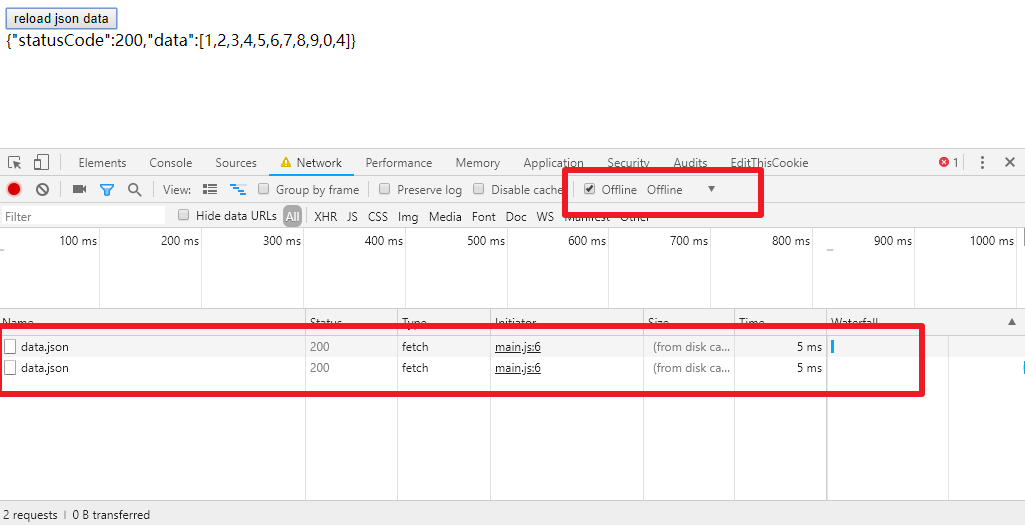 reload json data
{"statusCode":200,"data":[1,2,3,4,5,6,7,8,9,0,4]}
Elements Console Sources Network Performance Memory Application Security Audits EditThisCookie 1
View: Group by frame Preserve log Disable cache Offline Offline
Filter Hide data URLs All XHR JS CSS Img Media Font Doc WS Manifest Other
100 ms 200 ms 300 ms 400 ms 500 ms 600 ms 700 ms 800 ms 900 ms 1000 ms
Name Status Type Initiator Size Time Waterfall
data.json 200 fetch main.js:6 (from disk ca... 5 ms
data.json 200 fetch main.js:6 (from disk ca... 5 ms
2 requests | 0 B transferred